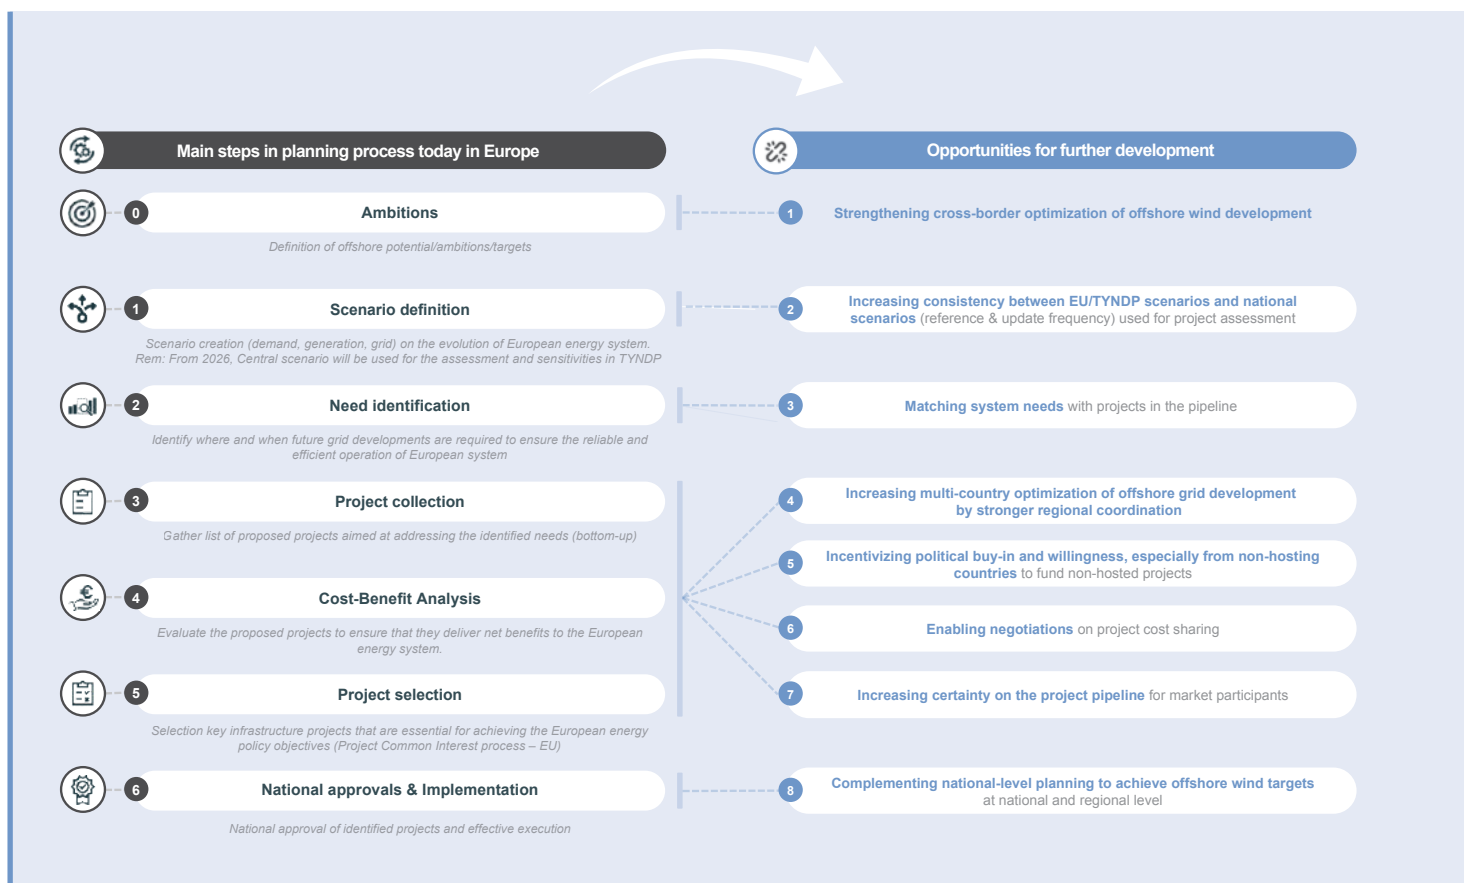 Main steps in planning process today in Europe
0
Ambitions
Definition of offshore potential/ambitions/targets
1
Scenario definition
Scenario creation (demand, generation, grid) on the evolution of European energy system.
Rem: From 2026, Central scenario will be used for the assessment and sensitivities in TYNDP
2
Need identification
Identify where and when future grid developments are required to ensure the reliable and
efficient operation of European system
3
Project collection
Gather list of proposed projects aimed at addressing the identified needs (bottom-up)
4
Cost-Benefit Analysis
Evaluate the proposed projects to ensure that they deliver net benefits to the European
energy system.
5
Project selection
Selection key infrastructure projects that are essential for achieving the European energy
policy objectives (Project Common Interest process – EU)
6
National approvals & Implementation
National approval of identified projects and effective execution
Opportunities for further development
1
Strengthening cross-border optimization of offshore wind development
2
Increasing consistency between EU/TYNDP scenarios and national
scenarios (reference & update frequency) used for project assessment
3
Matching system needs with projects in the pipeline
4
Increasing multi-country optimization of offshore grid development
by stronger regional coordination
5
Incentivizing political buy-in and willingness, especially from non-hosting
countries to fund non-hosted projects
6
Enabling negotiations on project cost sharing
7
Increasing certainty on the project pipeline for market participants
8
Complementing national-level planning to achieve offshore wind targets
at national and regional level